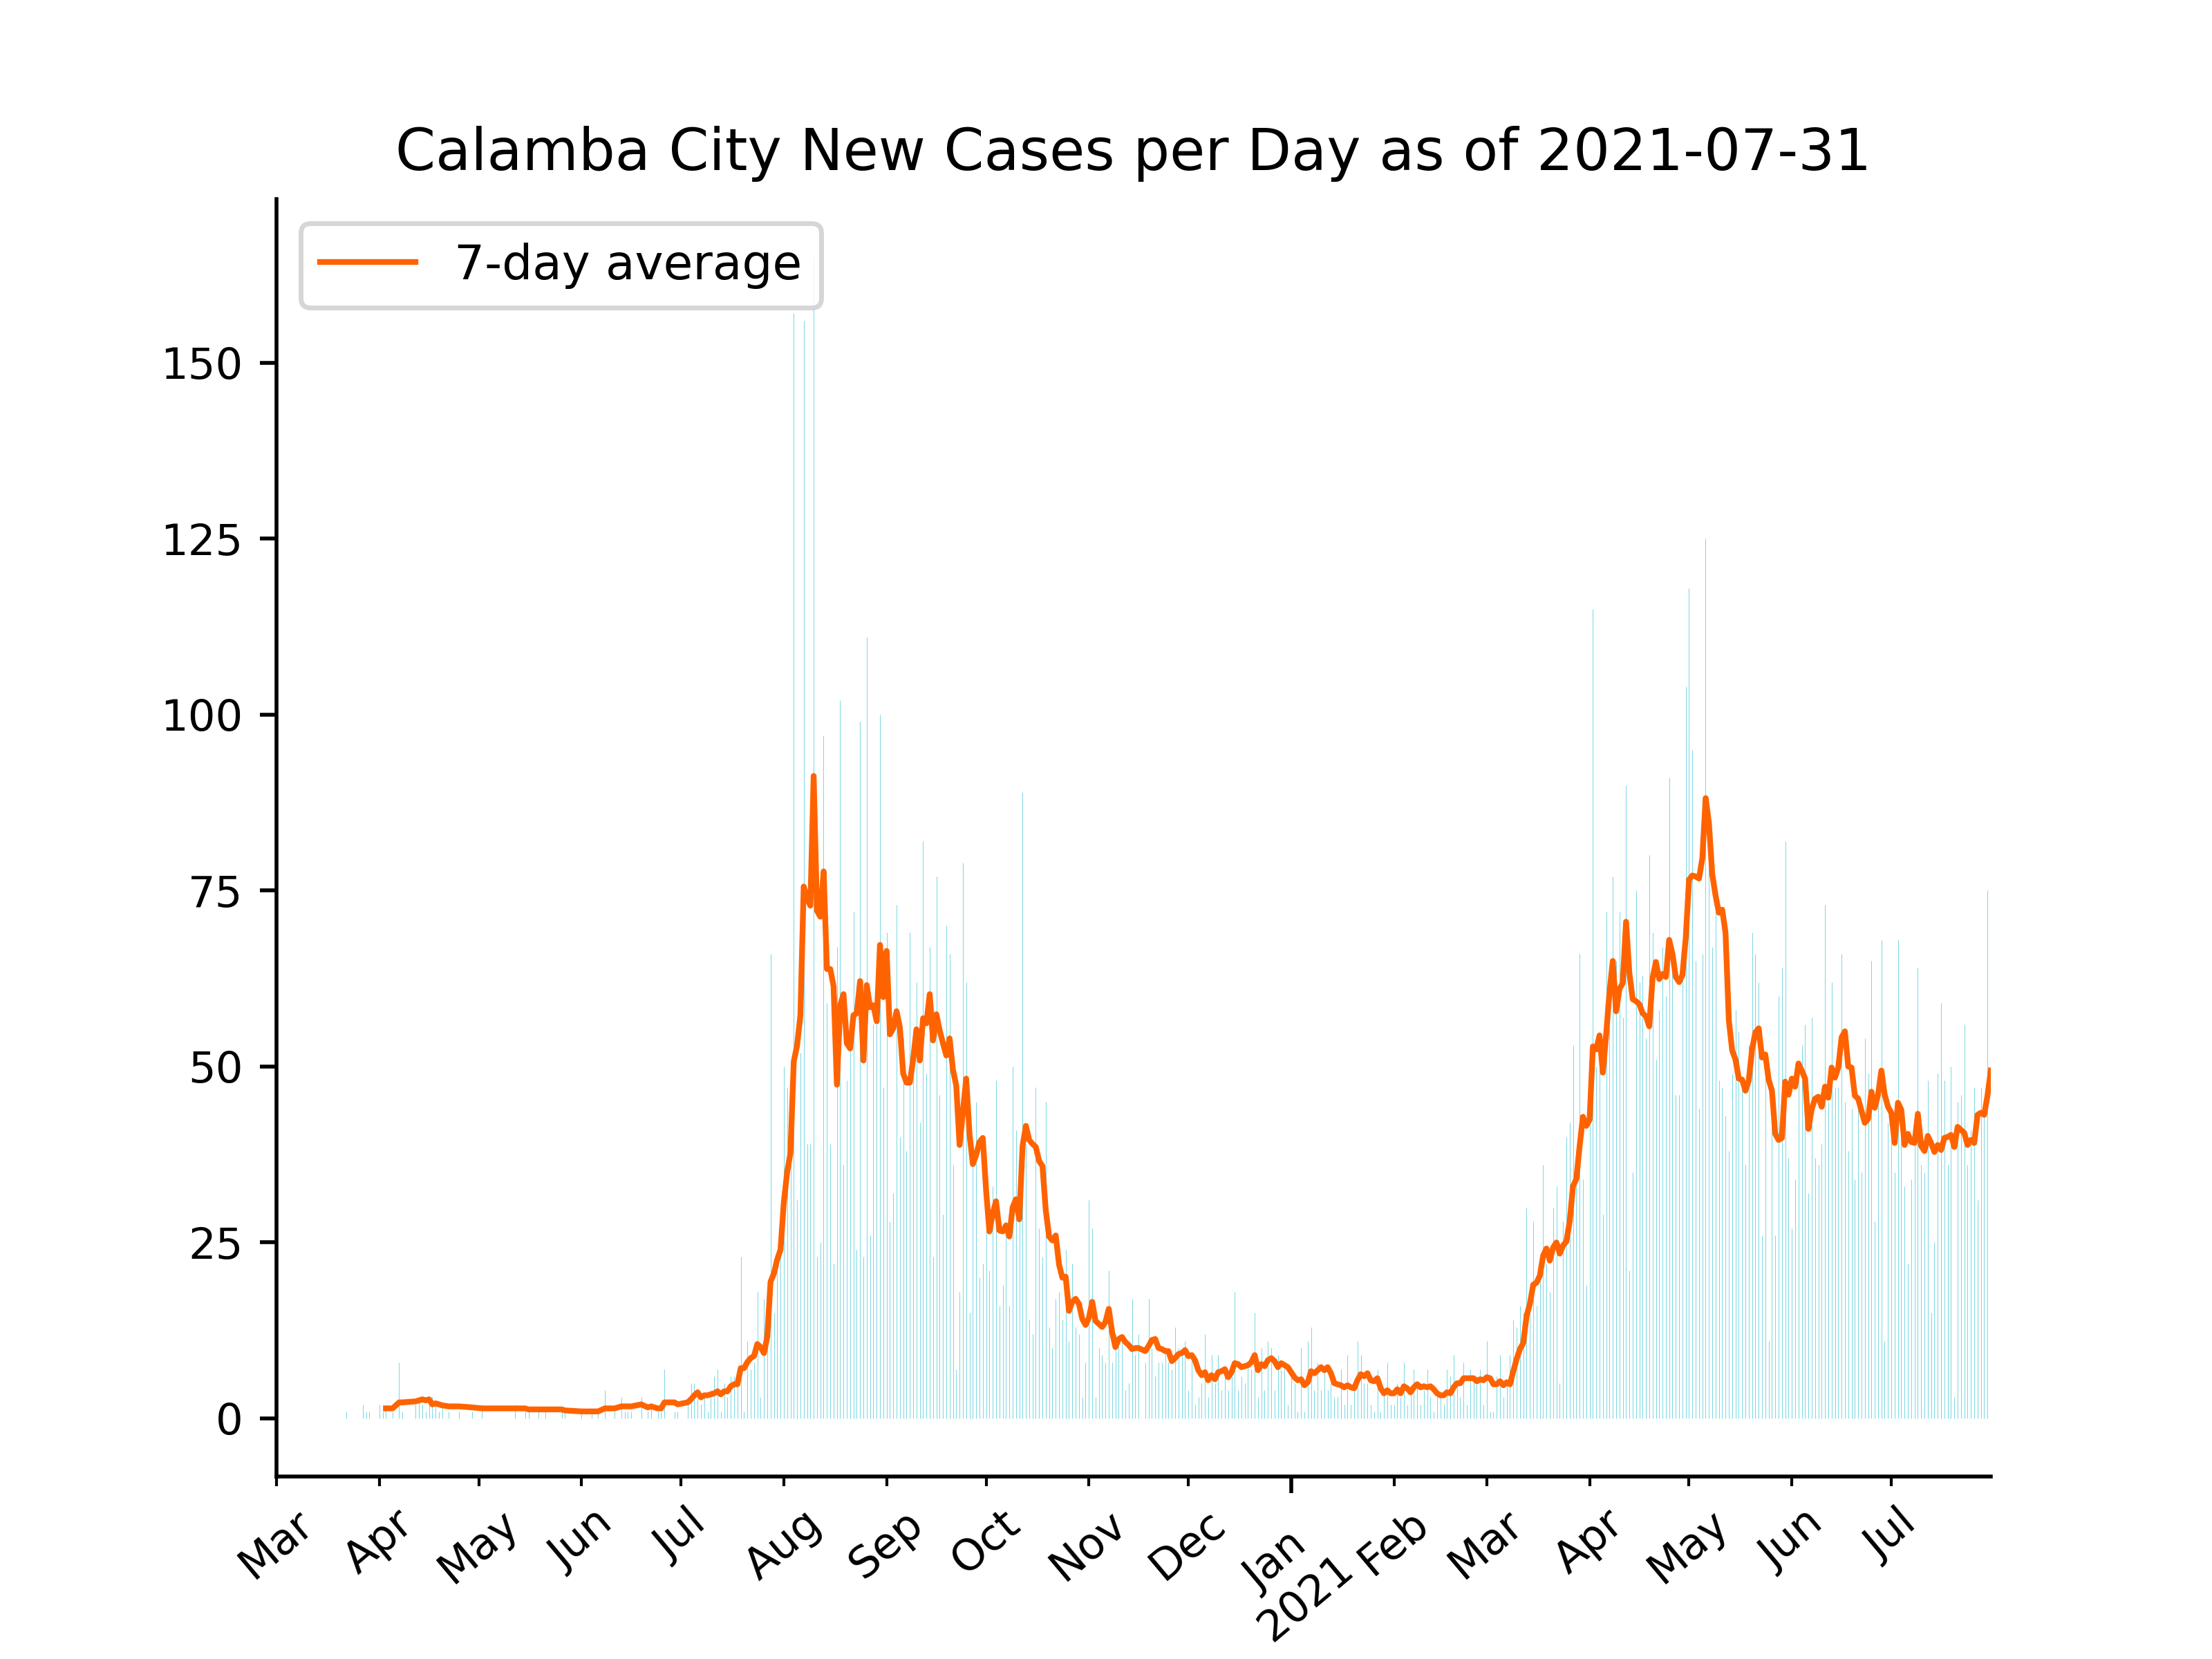 Calamba City New Cases per Day as of 2021-07-31
7-day average
150
125
100
75
50
25
0
Mar
Apr
May
Jun
Jul
Aug
Sep
Oct
Nov
Dec
Jan
2021
Feb
Mar
Apr
May
Jun
Jul